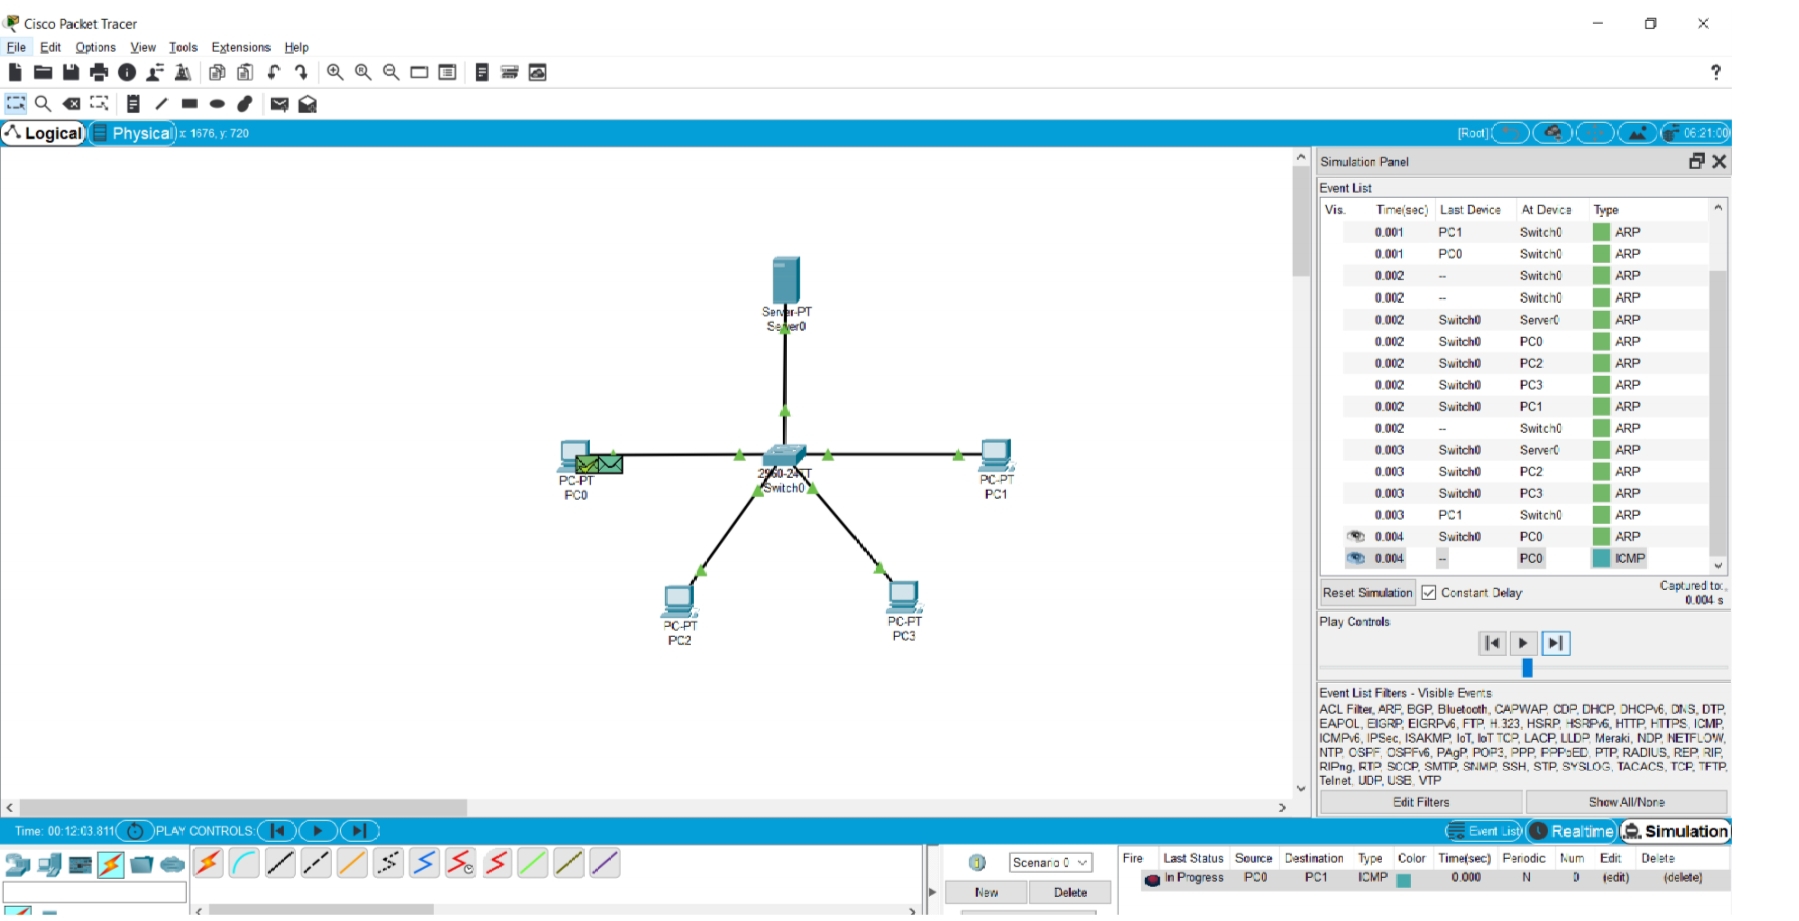 Cisco Packet Tracer
File Edit Options View Tools Extensions Help
?
Logical Physical x: 1676, y: 720 [Root] 06:21:00
Simulation Panel
Event List
Vis. Time(sec) Last Device At Device Type
0.001 PC1 Switch0 ARP
0.001 PC0 Switch0 ARP
0.002 -- Switch0 ARP
0.002 -- Switch0 ARP
0.002 Switch0 Server0 ARP
0.002 Switch0 PC0 ARP
0.002 Switch0 PC2 ARP
0.002 Switch0 PC3 ARP
0.002 Switch0 PC1 ARP
0.002 -- Switch0 ARP
0.003 Switch0 Server0 ARP
0.003 Switch0 PC2 ARP
0.003 Switch0 PC3 ARP
0.003 PC1 Switch0 ARP
0.004 Switch0 PC0 ARP
0.004 -- PC0 ICMP
Reset Simulation Constant Delay Captured to:
0.004 s
Play Controls
Event List Filters - Visible Events
ACL Filter, ARP, BGP, Bluetooth, CAPWAP, CDP, DHCP, DHCPv6, DNS, DTP,
EAPOL, EIGRP, EIGRPv6, FTP, H.323, HSRP, HSRPv6, HTTP, HTTPS, ICMP,
ICMPv6, IPSec, ISAKMP, IoT, IoT TCP, LACP, LLDP, Meraki, NDP, NETFLOW,
NTP, OSPF, OSPFv6, PAgP, POP3, PPP, PPPoED, PTP, RADIUS, REP, RIP,
RIPng, RTP, SCCP, SMTP, SNMP, SSH, STP, SYSLOG, TACACS, TCP, TFTP,
Telnet, UDP, USB, VTP
Edit Filters Show All/None
Server-PT
Server0
PC-PT
PC0
2960-24TT
Switch0
PC-PT
PC1
PC-PT
PC2
PC-PT
PC3
Time: 00:12:03.811 PLAY CONTROLS: Event List Realtime Simulation
Scenario 0
New Delete
Fire Last Status Source Destination Type Color Time(sec) Periodic Num Edit Delete
In Progress PC0 PC1 ICMP 0.000 N 0 (edit) (delete)